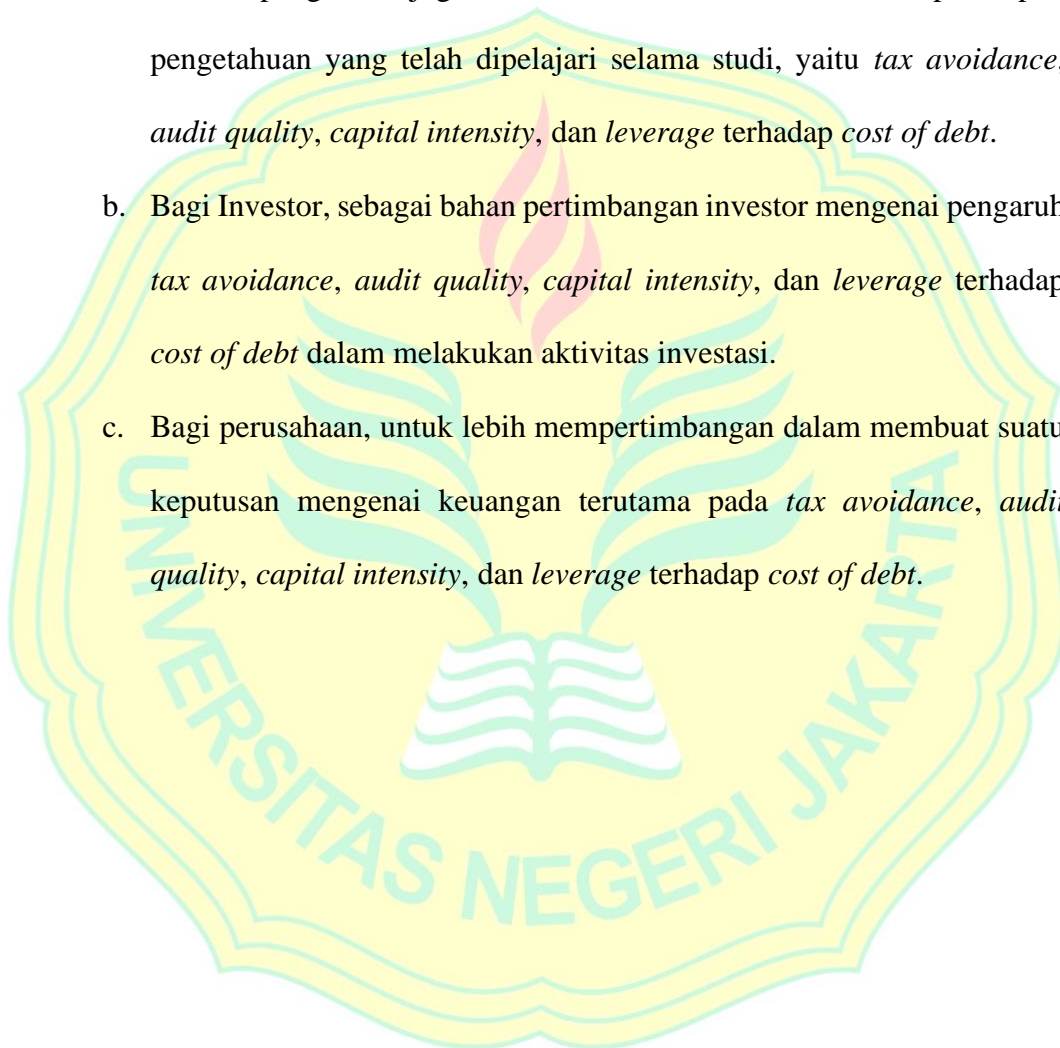 pengetahuan yang telah dipelajari selama studi, yaitu tax avoidance,
audit quality, capital intensity, dan leverage terhadap cost of debt.
b. Bagi Investor, sebagai bahan pertimbangan investor mengenai pengaruh
tax avoidance, audit quality, capital intensity, dan leverage terhadap
cost of debt dalam melakukan aktivitas investasi.
c. Bagi perusahaan, untuk lebih mempertimbangan dalam membuat suatu
keputusan mengenai keuangan terutama pada tax avoidance, audit
quality, capital intensity, dan leverage terhadap cost of debt.
UNIVERSITAS NEGERI JAKARTA